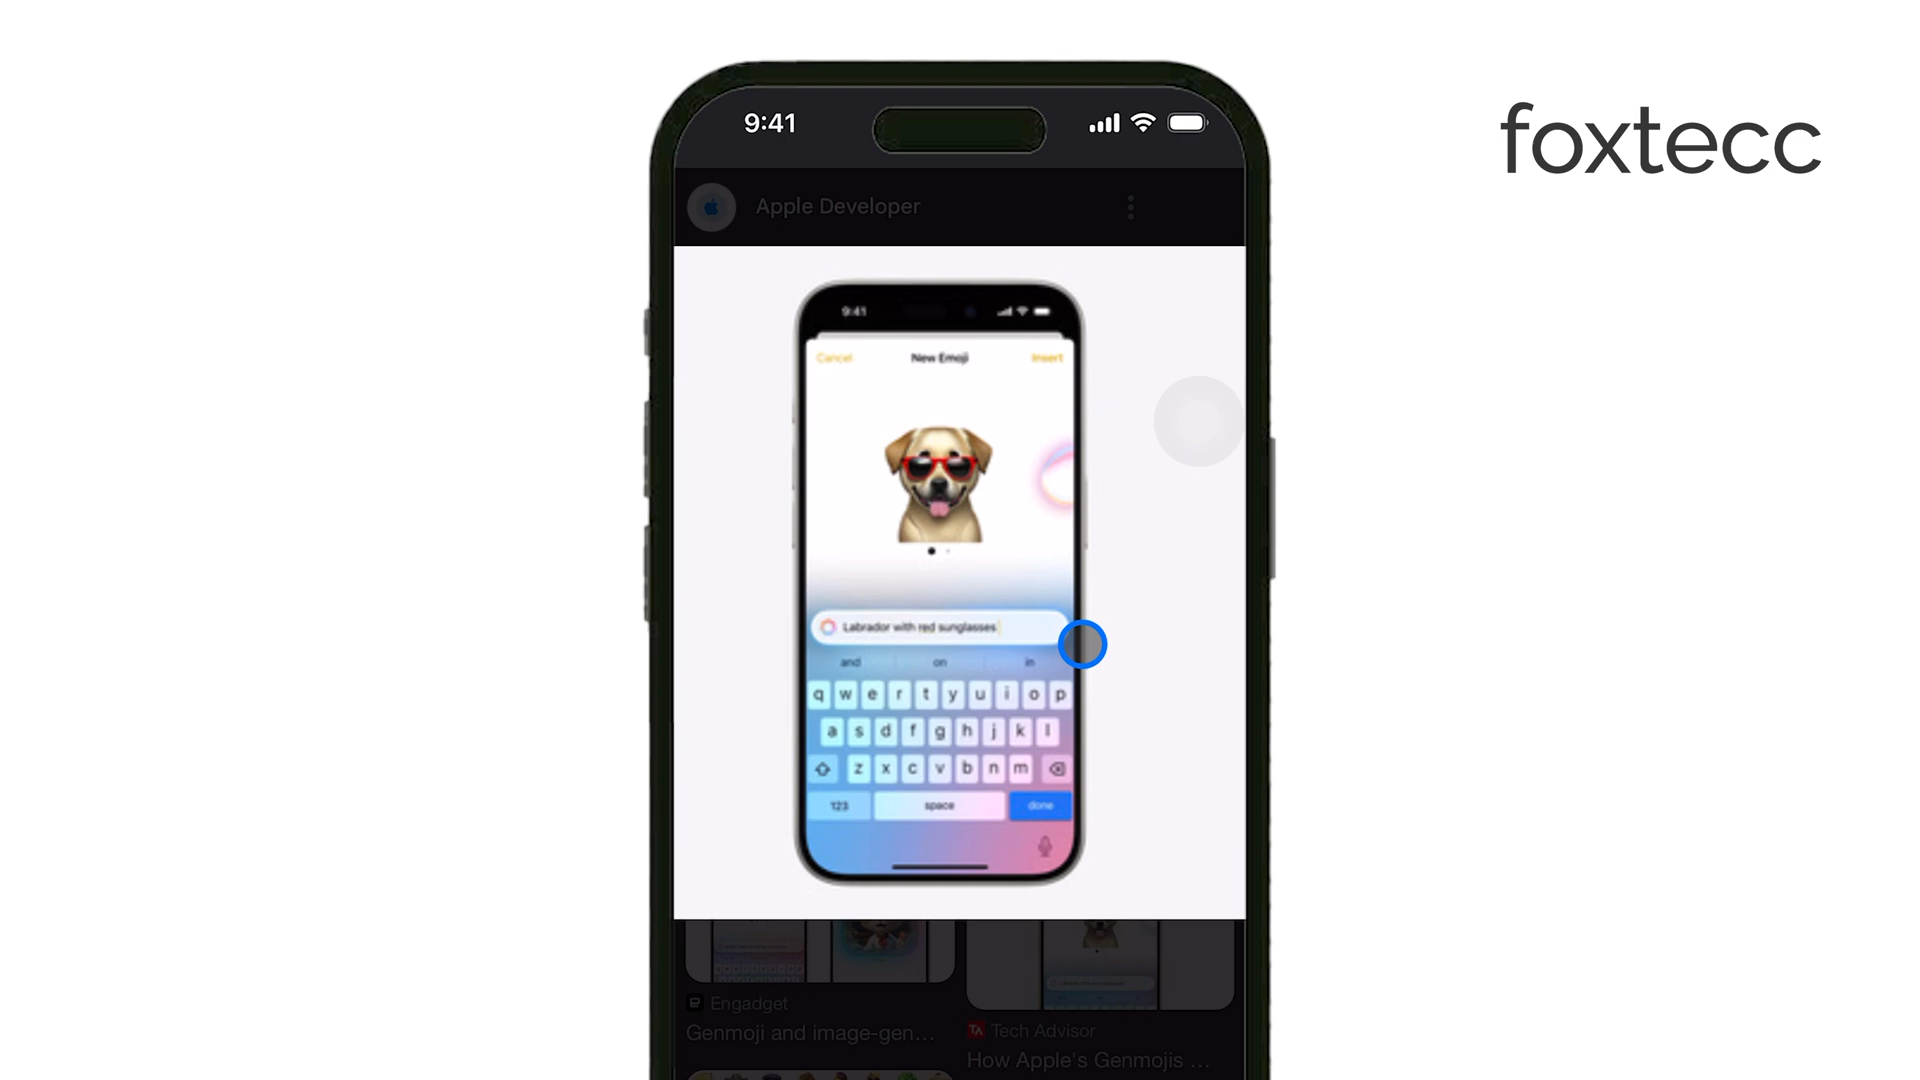 9:41
foxtecc
Apple Developer
9:41
Cancel New Emoji Insert
Labrador with red sunglasses
and on in
q w e r t y u i o p
a s d f g h j k l
z x c v b n m
123 space done
Engadget
Genmoji and image-gen...
TA Tech Advisor
How Apple's Genmojis ...